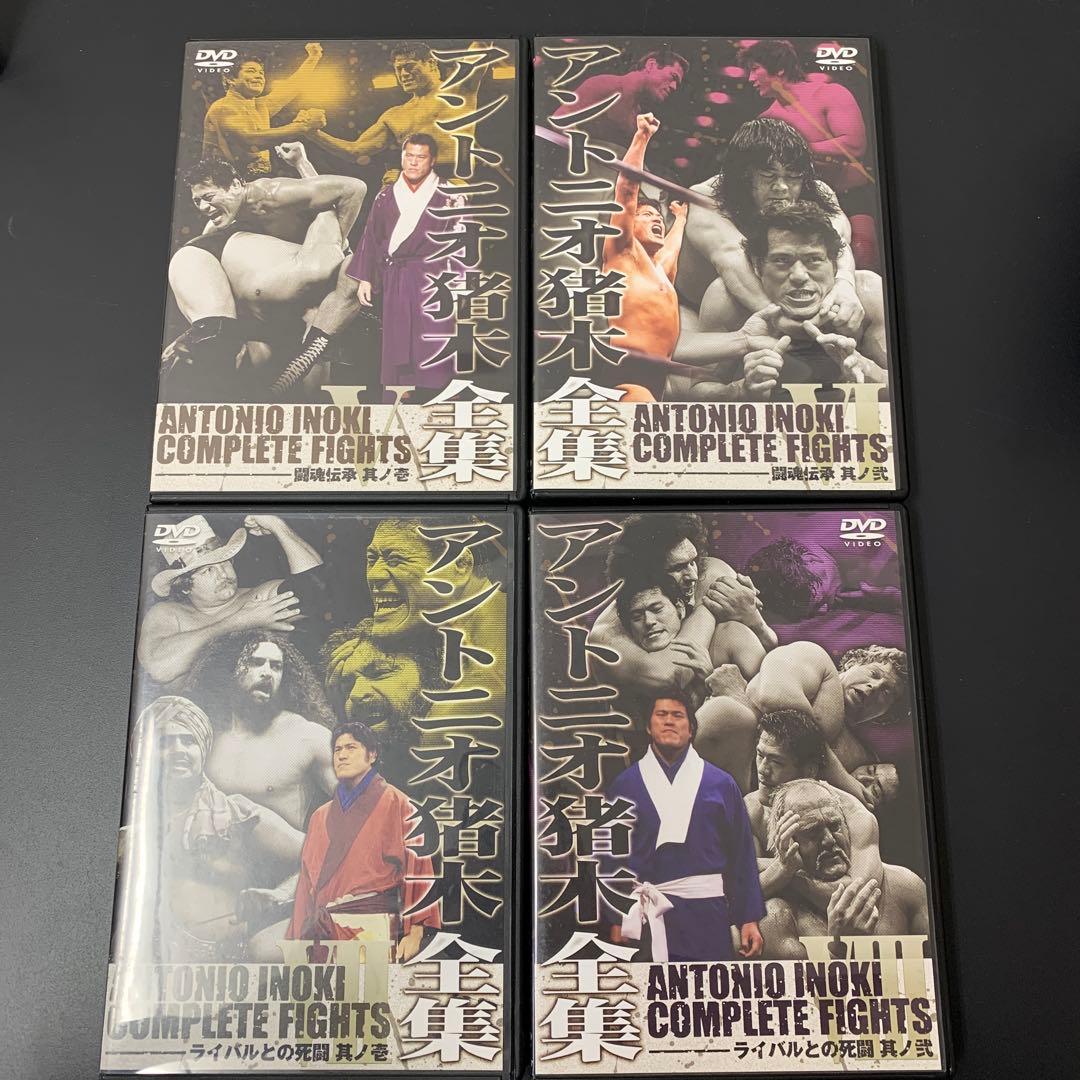 DVD
VIDEO
アントニオ猪木全集
V
ANTONIO INOKI
COMPLETE FIGHTS
闘魂伝承 其ノ壱
DVD
VIDEO
アントニオ猪木全集
VI
ANTONIO INOKI
COMPLETE FIGHTS
闘魂伝承 其ノ弐
DVD
VIDEO
アントニオ猪木全集
VII
ANTONIO INOKI
COMPLETE FIGHTS
ライバルとの死闘 其ノ壱
DVD
VIDEO
アントニオ猪木全集
VIII
ANTONIO INOKI
COMPLETE FIGHTS
ライバルとの死闘 其ノ弐